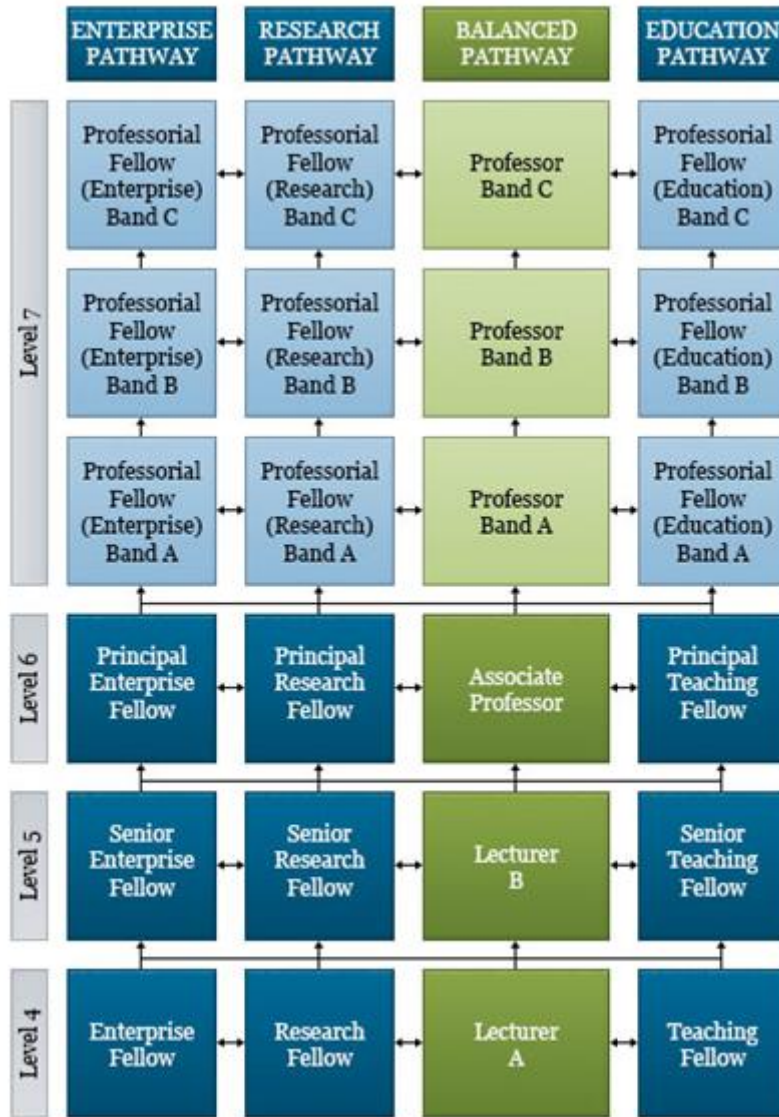 ENTERPRISE
PATHWAY
RESEARCH
PATHWAY
BALANCED
PATHWAY
EDUCATION
PATHWAY
Level 7
Professorial
Fellow
(Enterprise)
Band C
Professorial
Fellow
(Research)
Band C
Professor
Band C
Professorial
Fellow
(Education)
Band C
Professorial
Fellow
(Enterprise)
Band B
Professorial
Fellow
(Research)
Band B
Professor
Band B
Professorial
Fellow
(Education)
Band B
Professorial
Fellow
(Enterprise)
Band A
Professorial
Fellow
(Research)
Band A
Professor
Band A
Professorial
Fellow
(Education)
Band A
Level 6
Principal
Enterprise
Fellow
Principal
Research
Fellow
Associate
Professor
Principal
Teaching
Fellow
Level 5
Senior
Enterprise
Fellow
Senior
Research
Fellow
Lecturer
B
Senior
Teaching
Fellow
Level 4
Enterprise
Fellow
Research
Fellow
Lecturer
A
Teaching
Fellow